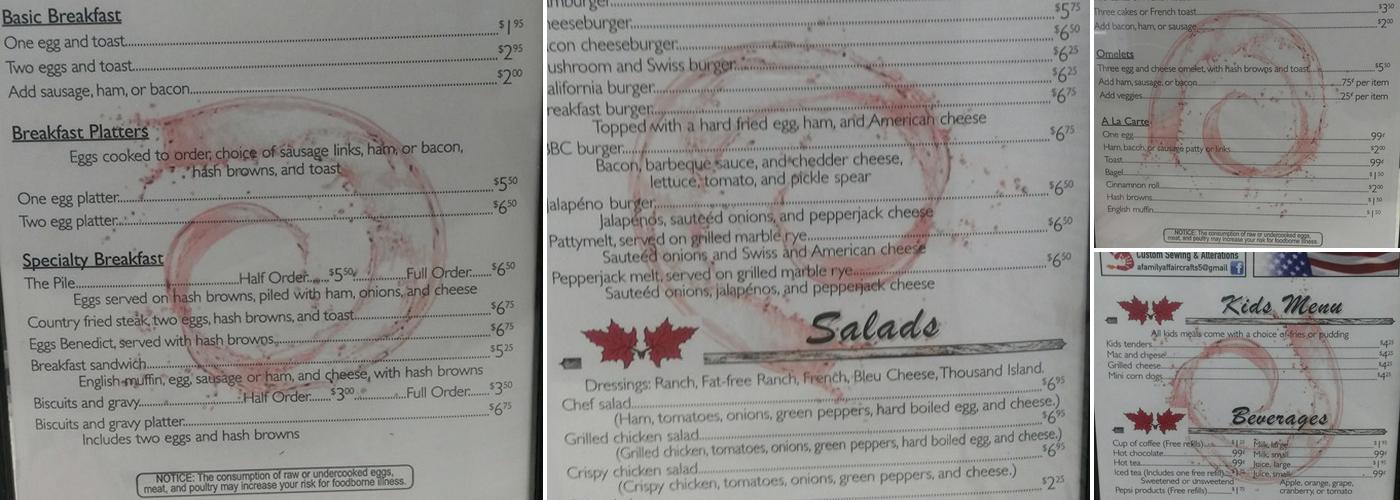 Basic Breakfast
One egg and toast $1.95
Two eggs and toast $2.95
Add sausage, ham, or bacon $2.00
Breakfast Platters
Eggs cooked to order, choice of sausage links, ham, or bacon,
hash browns, and toast
One egg platter $5.50
Two egg platter $6.50
Specialty Breakfast
The Pile Half Order $5.50 Full Order $6.50
Eggs served on hash browns, piled with ham, onions, and cheese
Country fried steak, two eggs, hash browns, and toast $6.75
Eggs Benedict, served with hash browns $6.75
Breakfast sandwich $5.25
English muffin, egg, sausage or ham, and cheese, with hash browns
Biscuits and gravy Half Order $3.00 Full Order $3.50
Biscuits and gravy platter $6.75
Includes two eggs and hash browns
NOTICE: The consumption of raw or undercooked eggs,
meat, and poultry may increase your risk for foodborne illness.
amburger $5.75
heeseburger $6.50
con cheeseburger $6.25
ushroom and Swiss burger $6.25
alifornia burger $6.75
reakfast burger
Topped with a hard fried egg, ham, and American cheese
BC burger $6.75
Bacon, barbeque sauce, and chedder cheese,
lettuce, tomato, and pickle spear
alapéno burger $6.50
Jalapénos, sauteéd onions, and pepperjack cheese
Pattymelt, served on grilled marble rye $6.50
Sauteéd onions and Swiss and American cheese
Pepperjack melt, served on grilled marble rye $6.50
Sauteéd onions, jalapénos, and pepperjack cheese
Salads
Dressings: Ranch, Fat-free Ranch, French, Bleu Cheese, Thousand Island.
Chef salad $6.95
(Ham, tomatoes, onions, green peppers, hard boiled egg, and cheese.)
Grilled chicken salad $6.95
(Grilled chicken, tomatoes, onions, green peppers, hard boiled egg, and cheese.)
Crispy chicken salad $6.95
(Crispy chicken, tomatoes, onions, green peppers, and cheese.)
$2.25
Three cakes or French toast $3.50
Add bacon, ham, or sausage $2.00
Omelets
Three egg and cheese omelet, with hash browns and toast $5.50
Add ham, sausage, or bacon .75¢ per item
Add veggies .25¢ per item
A La Carte
One egg 99¢
Ham, bacon, or sausage patty or links $2.00
Toast 99¢
Bagel $1.50
Cinnamon roll $2.00
Hash browns $1.50
English muffin $1.50
NOTICE: The consumption of raw or undercooked eggs,
meat, and poultry may increase your risk for foodborne illness.
Custom Sewing & Alterations
afamilyaffaircrafts5@gmail f
Kids Menu
All kids meals come with a choice of fries or pudding
Kids tenders $4.25
Mac and cheese $4.25
Grilled cheese $4.25
Mini corn dogs $4.25
Beverages
Cup of coffee (Free refills) Milk, large
Hot chocolate 99¢ Milk, small 99¢
Hot tea 99¢ Juice, large
Iced tea (Includes one free refill) Juice, small 99¢
Sweetened or unsweetened Apple, orange, grape,
Pepsi products (Free refills) cranberry, or tomato